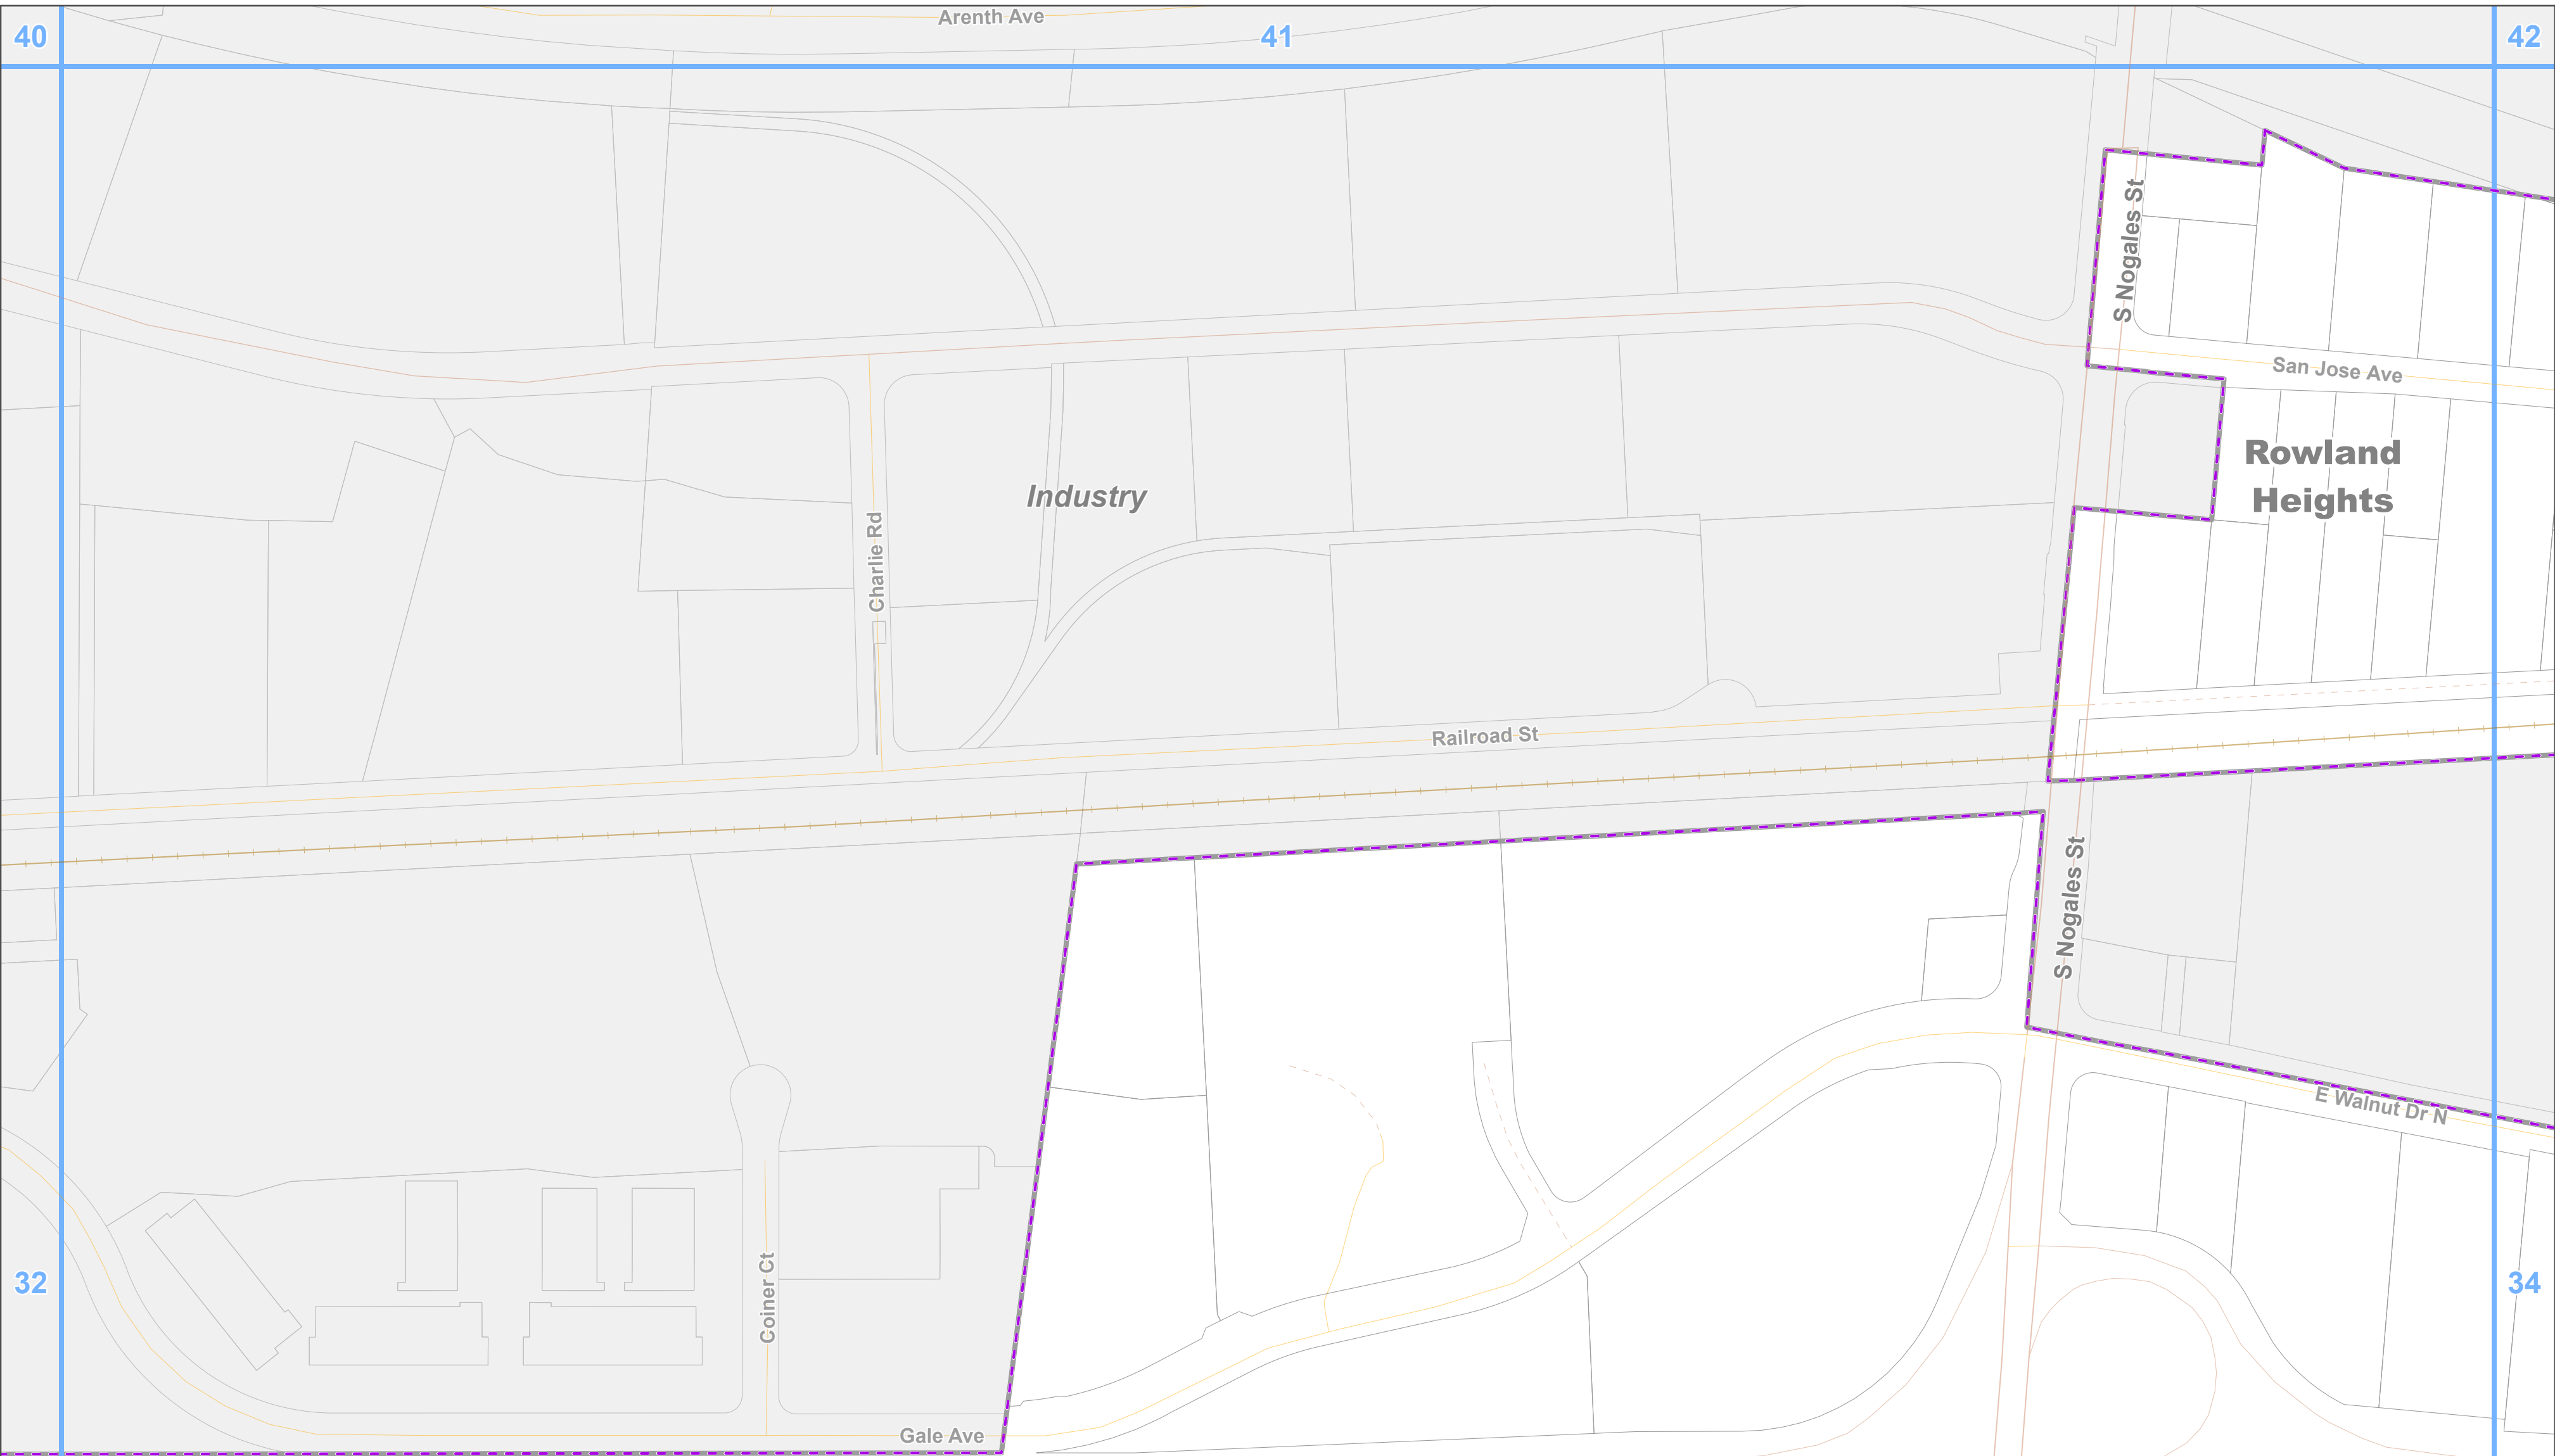 Arenth Ave
40
41
42
S Nogales St
San Jose Ave
Rowland
Heights
Industry
Charlie Rd
Railroad St
S Nogales St
E Walnut Dr N
32
34
Coiner Ct
Gale Ave